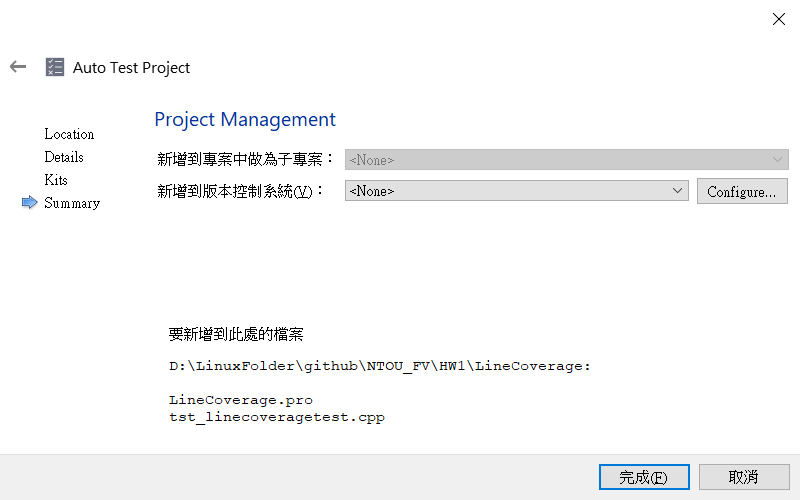 Auto Test Project
Project Management
Location
Details
Kits
Summary
新增到專案中做為子專案：
<None>
新增到版本控制系統(V)：
<None>
Configure...
要新增到此處的檔案
D:\LinuxFolder\github\NTOU_FV\HW1\LineCoverage:
LineCoverage.pro
tst_linecoveragetest.cpp
完成(F)
取消